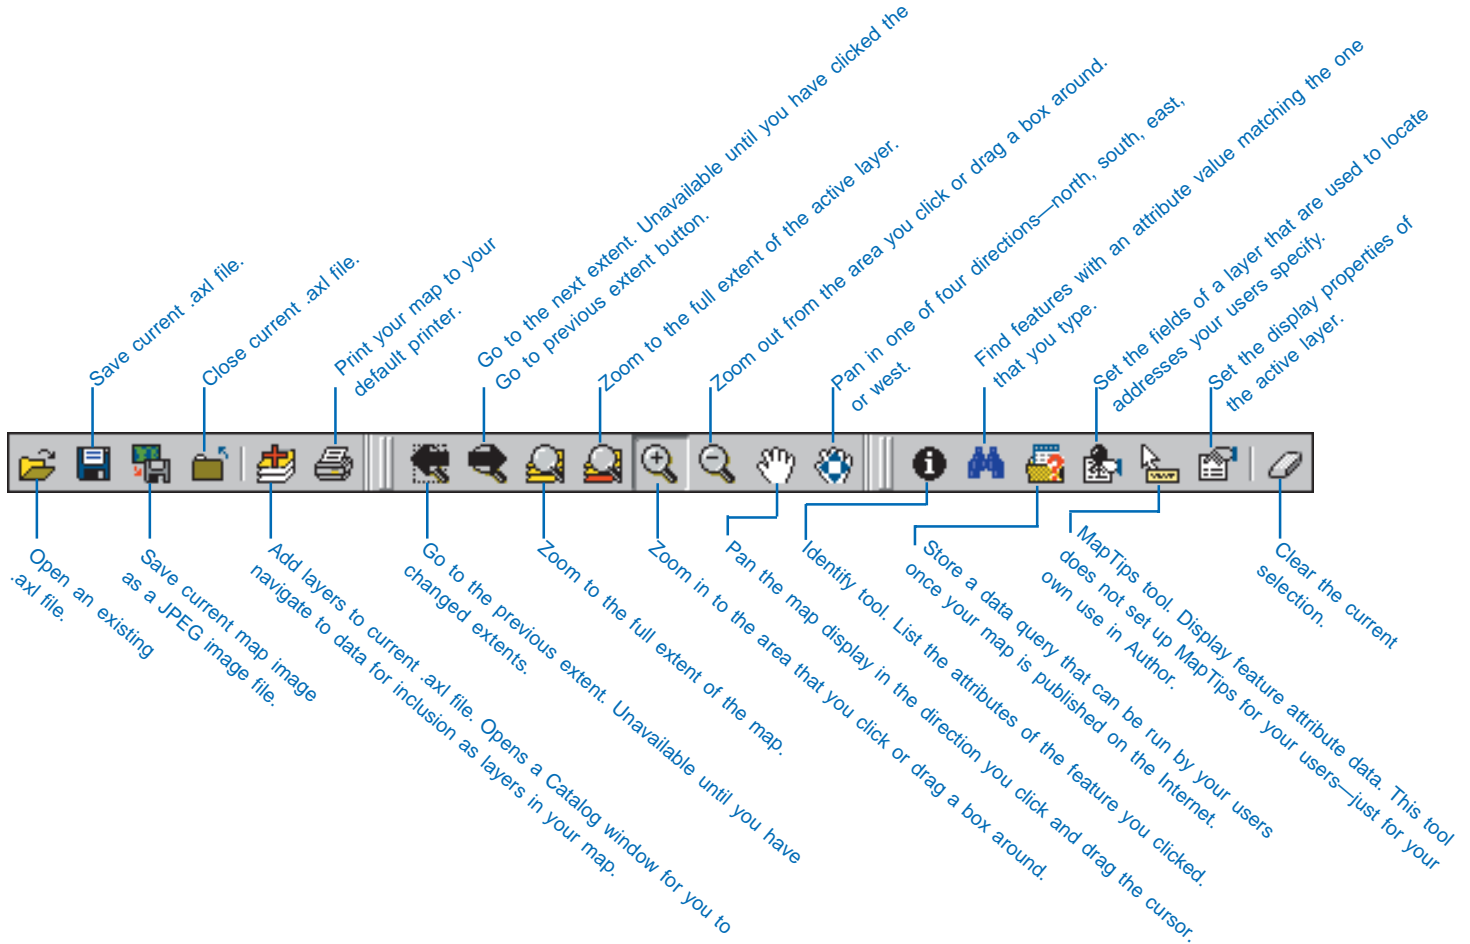 Save current .axl file.
Close current .axl file.
Print your map to your
default printer.
Go to the next extent. Unavailable until you have clicked the
Go to previous extent button.
Zoom to the full extent of the active layer.
Zoom out from the area you click or drag a box around.
Pan in one of four directions—north, south, east,
or west.
Find features with an attribute value matching the one
that you type.
Set the fields of a layer that are used to locate
addresses your users specify.
Set the display properties of
the active layer.
Open an existing
.axl file.
Save current map image
as a JPEG image file.
Add layers to current .axl file. Opens a Catalog window for you to
navigate to data for inclusion as layers in your map.
Go to the previous extent. Unavailable until you have
changed extents.
Zoom to the full extent of the map.
Zoom in to the area that you click or drag a box around.
Pan the map display in the direction you click and drag the cursor.
Identify tool. List the attributes of the feature you clicked.
Store a data query that can be run by your users
once your map is published on the Internet.
MapTips tool. Display feature attribute data. This tool
does not set up MapTips for your users—just for your
own use in Author.
Clear the current
selection.